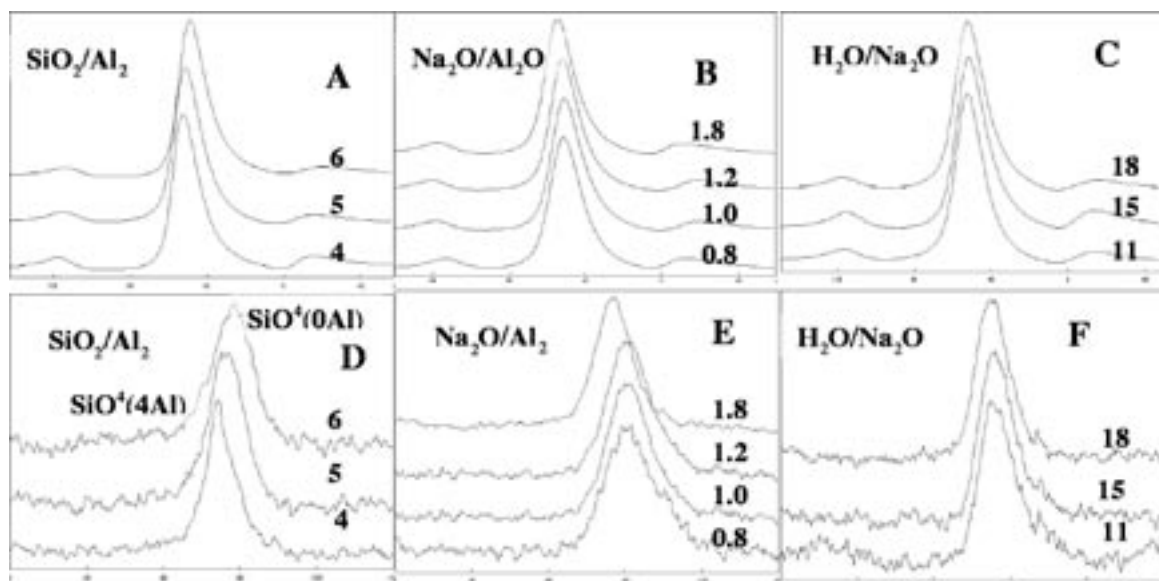 SiO₂/Al₂
A
6
5
4
Na₂O/Al₂O
B
1.8
1.2
1.0
0.8
H₂O/Na₂O
C
18
15
11
SiO⁴(0Al)
SiO₂/Al₂
D
SiO⁴(4Al)
6
5
4
Na₂O/Al₂
E
1.8
1.2
1.0
0.8
H₂O/Na₂O
F
18
15
11